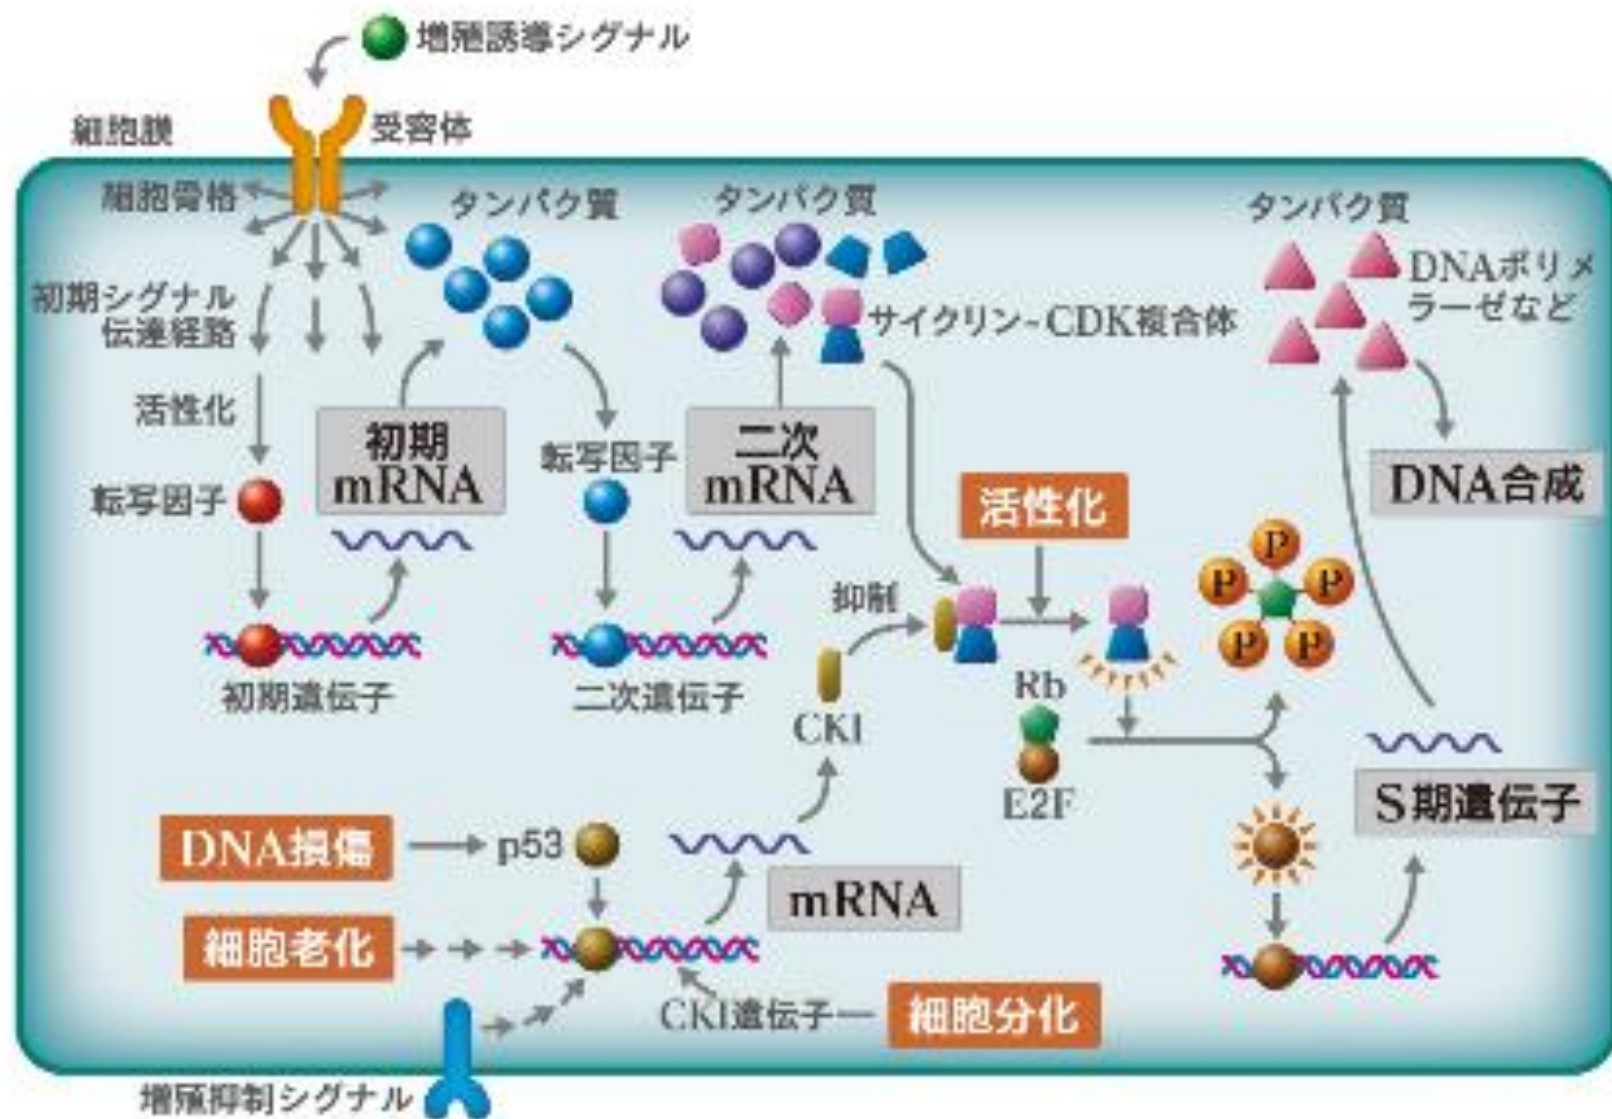 増殖誘導シグナル
細胞膜
受容体
細胞骨格
タンパク質
タンパク質
タンパク質
初期シグナル
伝達経路
サイクリン-CDK複合体
DNAポリメ
ラーゼなど
活性化
初期
mRNA
転写因子
二次
mRNA
DNA合成
転写因子
活性化
P
P
P
P
P
抑制
初期遺伝子
二次遺伝子
CKI
Rb
E2F
S期遺伝子
DNA損傷
p53
mRNA
細胞老化
CKI遺伝子
細胞分化
増殖抑制シグナル